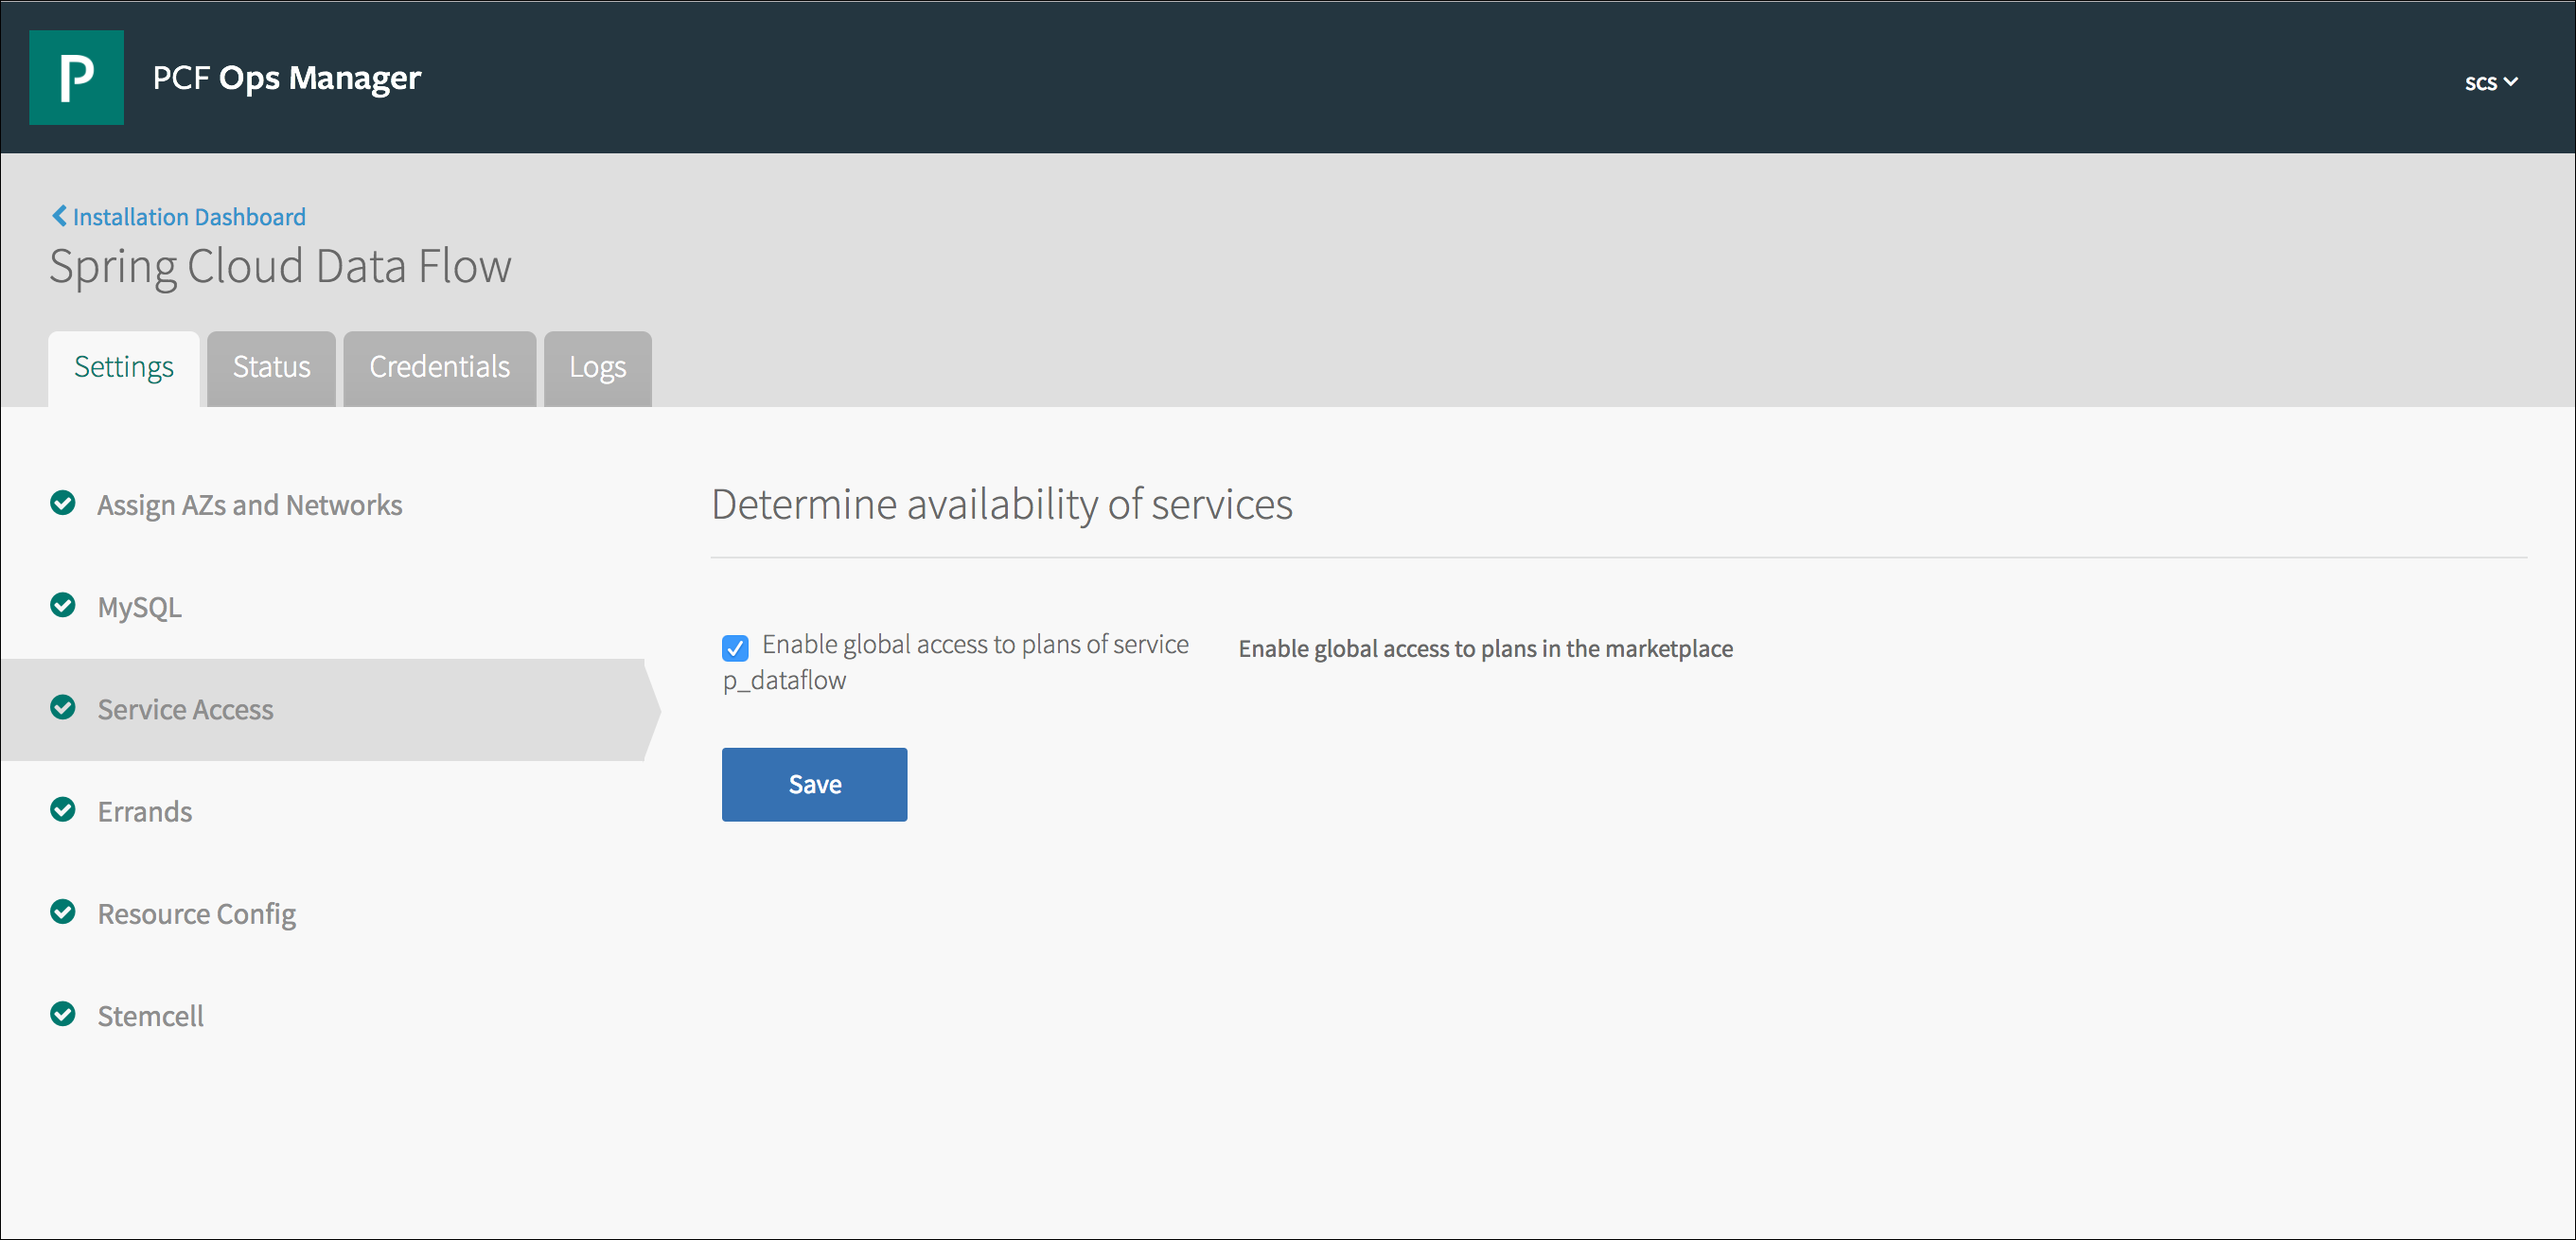 P
PCF Ops Manager
scs
Installation Dashboard
Spring Cloud Data Flow
Settings
Status
Credentials
Logs
Assign AZs and Networks
MySQL
Service Access
Errands
Resource Config
Stemcell
Determine availability of services
Enable global access to plans of service
p_dataflow
Enable global access to plans in the marketplace
Save